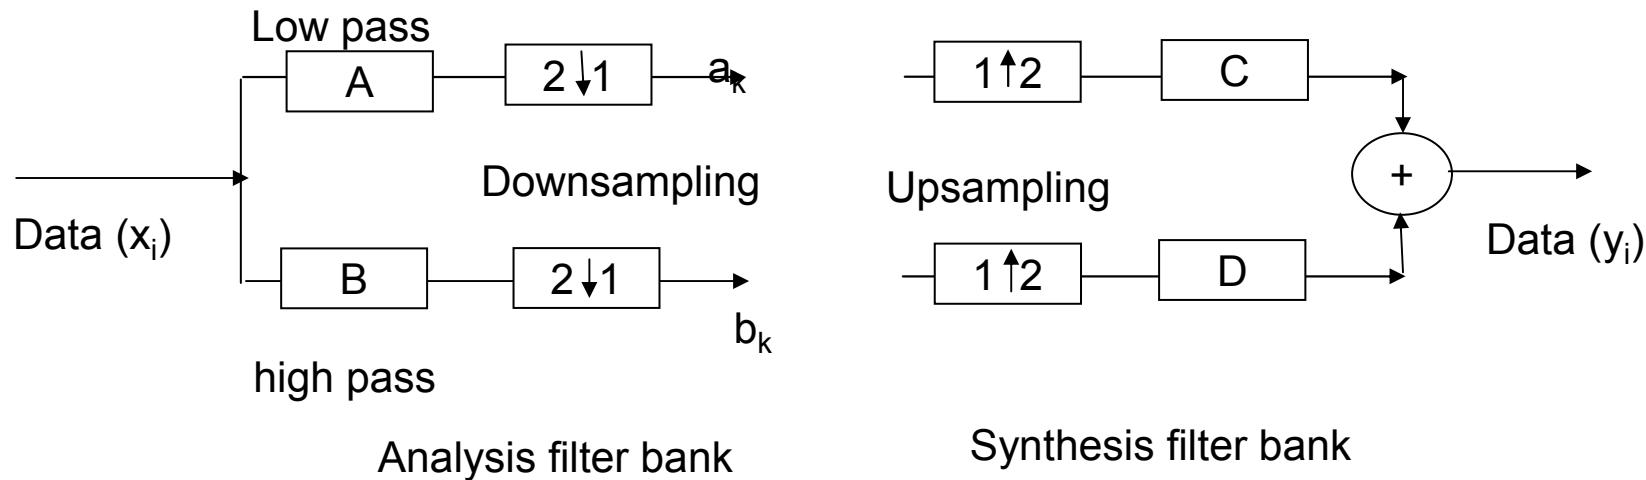 Low pass
A
2↓1
a_k
1↑2
C
Downsampling
Upsampling
+
Data (x_i)
Data (y_i)
B
2↓1
b_k
1↑2
D
high pass
Analysis filter bank
Synthesis filter bank